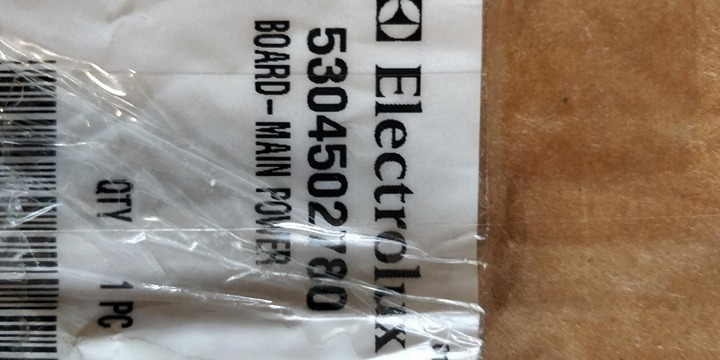 Electrolux
5304502780
BOARD-MAIN POWER
QTY 1 PC